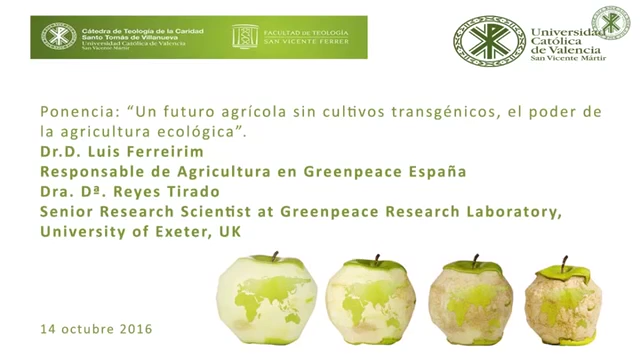 Cátedra de Teología de la Caridad
Santo Tomás de Villanueva
Universidad Católica de Valencia
San Vicente Mártir
FACULTAD DE TEOLOGÍA
SAN VICENTE FERRER
Universidad
Católica
de Valencia
San Vicente Mártir
Ponencia: “Un futuro agrícola sin cultivos transgénicos, el poder de
la agricultura ecológica”.
Dr.D. Luis Ferreirim
Responsable de Agricultura en Greenpeace España
Dra. Dª. Reyes Tirado
Senior Research Scientist at Greenpeace Research Laboratory,
University of Exeter, UK
14 octubre 2016